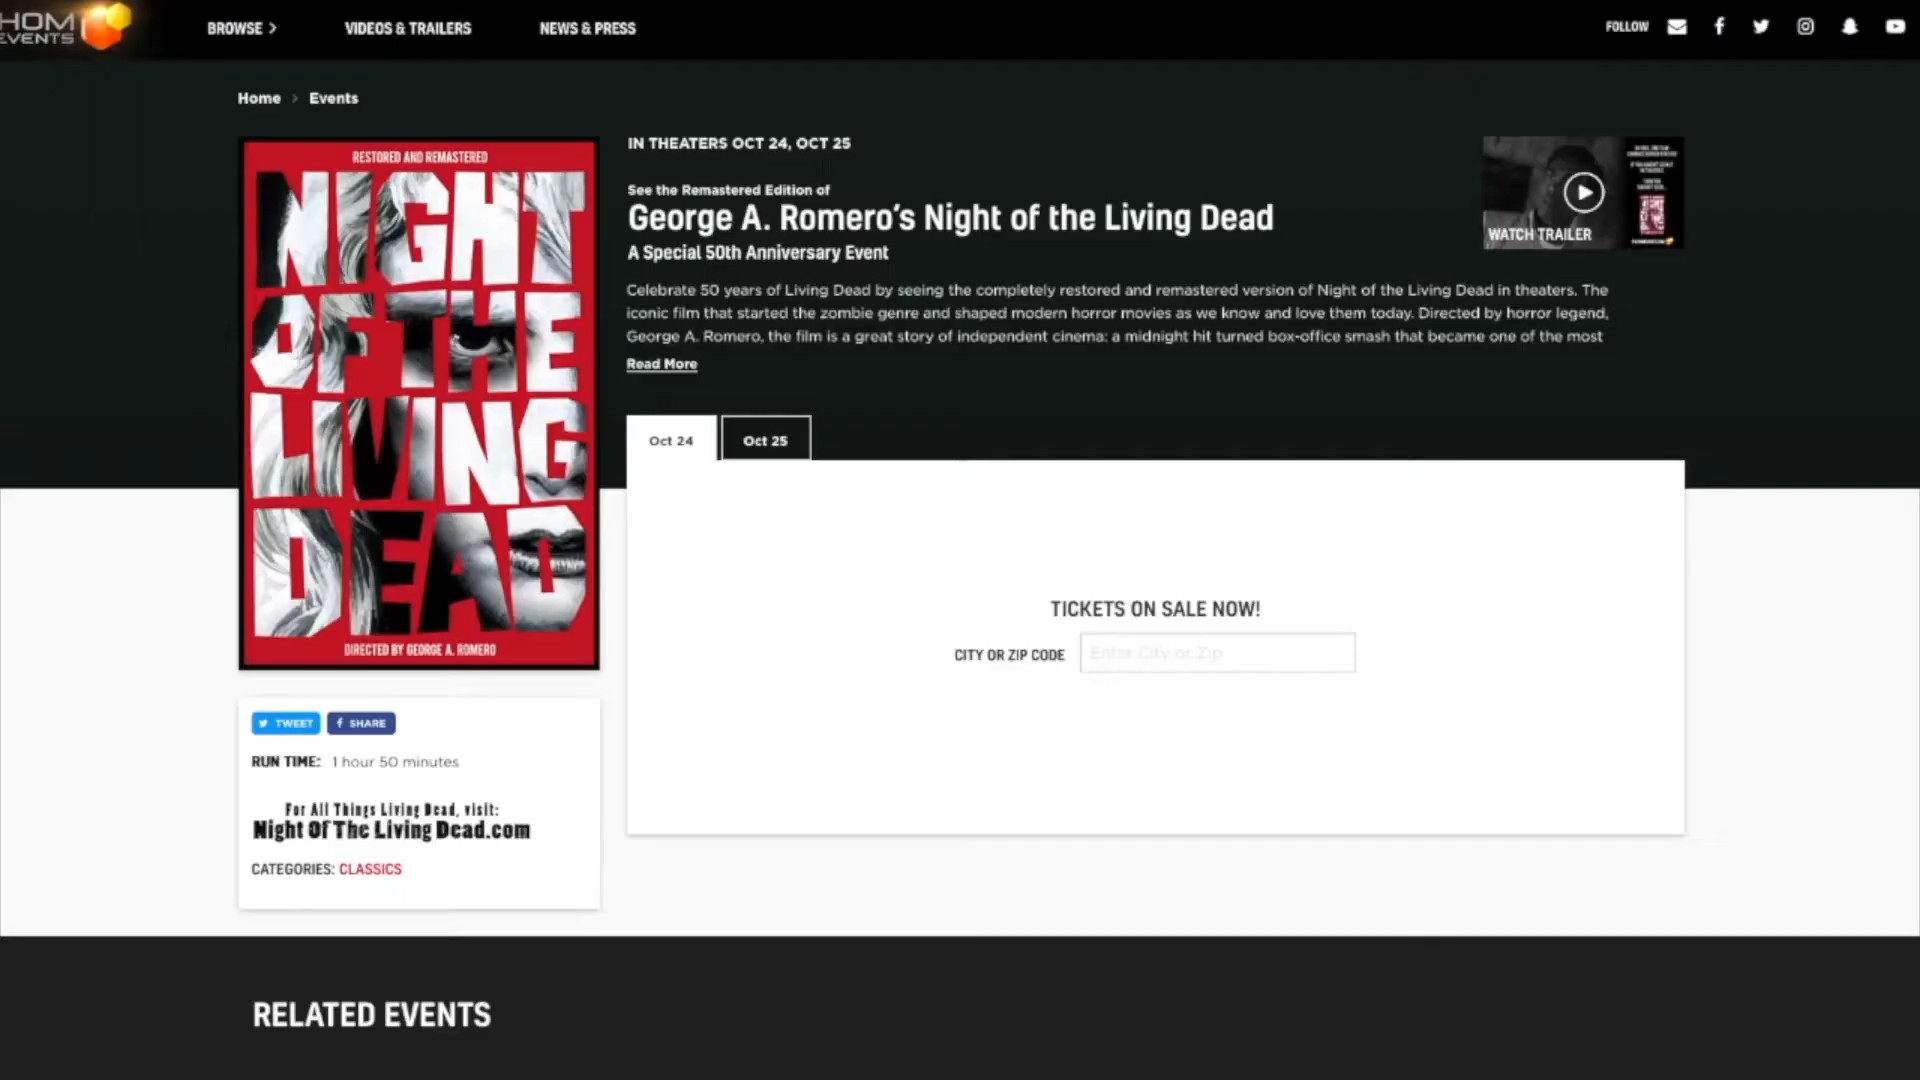 HOM
EVENTS
BROWSE
VIDEOS & TRAILERS
NEWS & PRESS
FOLLOW
Home > Events
RESTORED AND REMASTERED
NIGHT
OF THE
LIVING
DEAD
DIRECTED BY GEORGE A. ROMERO
IN THEATERS OCT 24, OCT 25
See the Remastered Edition of
George A. Romero's Night of the Living Dead
A Special 50th Anniversary Event
Celebrate 50 years of Living Dead by seeing the completely restored and remastered version of Night of the Living Dead in theaters. The
iconic film that started the zombie genre and shaped modern horror movies as we know and love them today. Directed by horror legend,
George A. Romero, the film is a great story of independent cinema: a midnight hit turned box-office smash that became one of the most
Read More
WATCH TRAILER
Oct 24
Oct 25
TICKETS ON SALE NOW!
CITY OR ZIP CODE
Enter City or Zip
TWEET
SHARE
RUN TIME: 1 hour 50 minutes
For All Things Living Dead, visit:
Night Of The Living Dead.com
CATEGORIES: CLASSICS
RELATED EVENTS